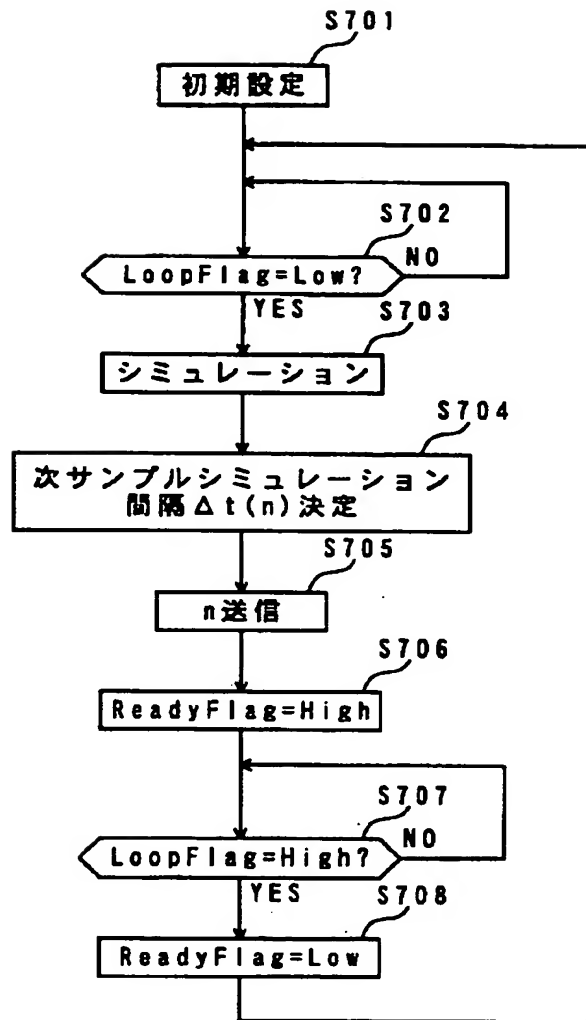 S701
初期設定
S702
LoopFlag=Low?
NO
YES
S703
シミュレーション
S704
次サンプルシミュレーション
間隔Δt(n)決定
S705
n送信
S706
ReadyFlag=High
S707
LoopFlag=High?
NO
YES
S708
ReadyFlag=Low